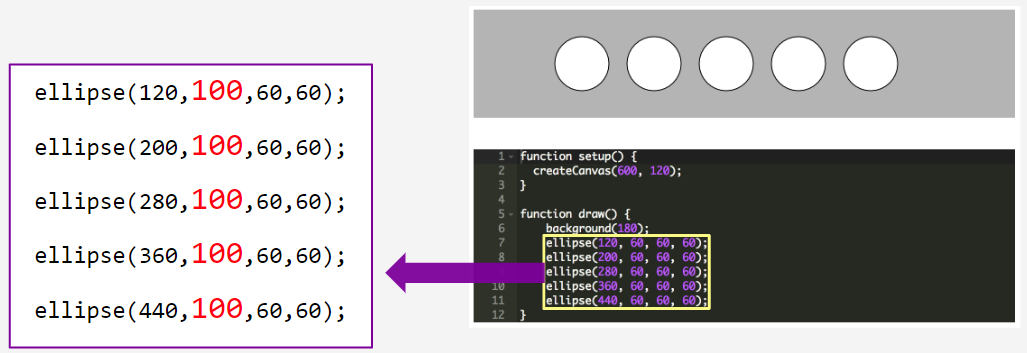 ellipse(120,100,60,60);
ellipse(200,100,60,60);
ellipse(280,100,60,60);
ellipse(360,100,60,60);
ellipse(440,100,60,60);
1 function setup() {
2 createCanvas(600, 120);
3 }
4
5 function draw() {
6 background(180);
7 ellipse(120, 60, 60, 60);
8 ellipse(200, 60, 60, 60);
ellipse(280, 60, 60, 60);
10 ellipse(360, 60, 60, 60);
11 ellipse(440, 60, 60, 60);
12 }